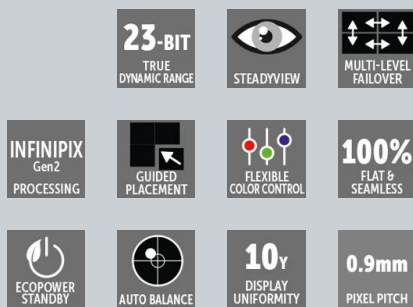 23-BIT
TRUE
DYNAMIC RANGE
STEADYVIEW
MULTI-LEVEL
FAILOVER
INFINIPIX
Gen2
PROCESSING
GUIDED
PLACEMENT
FLEXIBLE
COLOR CONTROL
100%
FLAT &
SEAMLESS
ECOPOWER
STANDBY
AUTO BALANCE
10Y
DISPLAY
UNIFORMITY
0.9mm
PIXEL PITCH